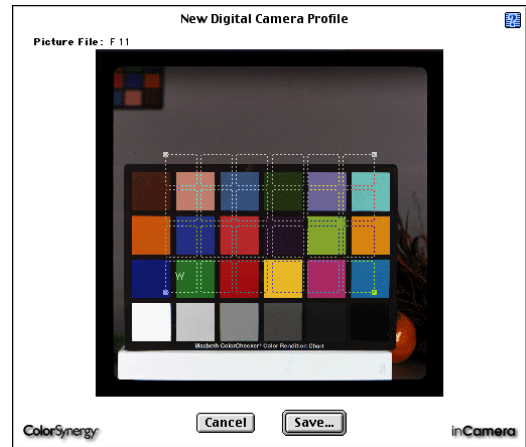 New Digital Camera Profile
Picture File: F 11
W
Macbeth ColorChecker® Color Rendition Chart
ColorSynergy
Cancel
Save...
inCamera